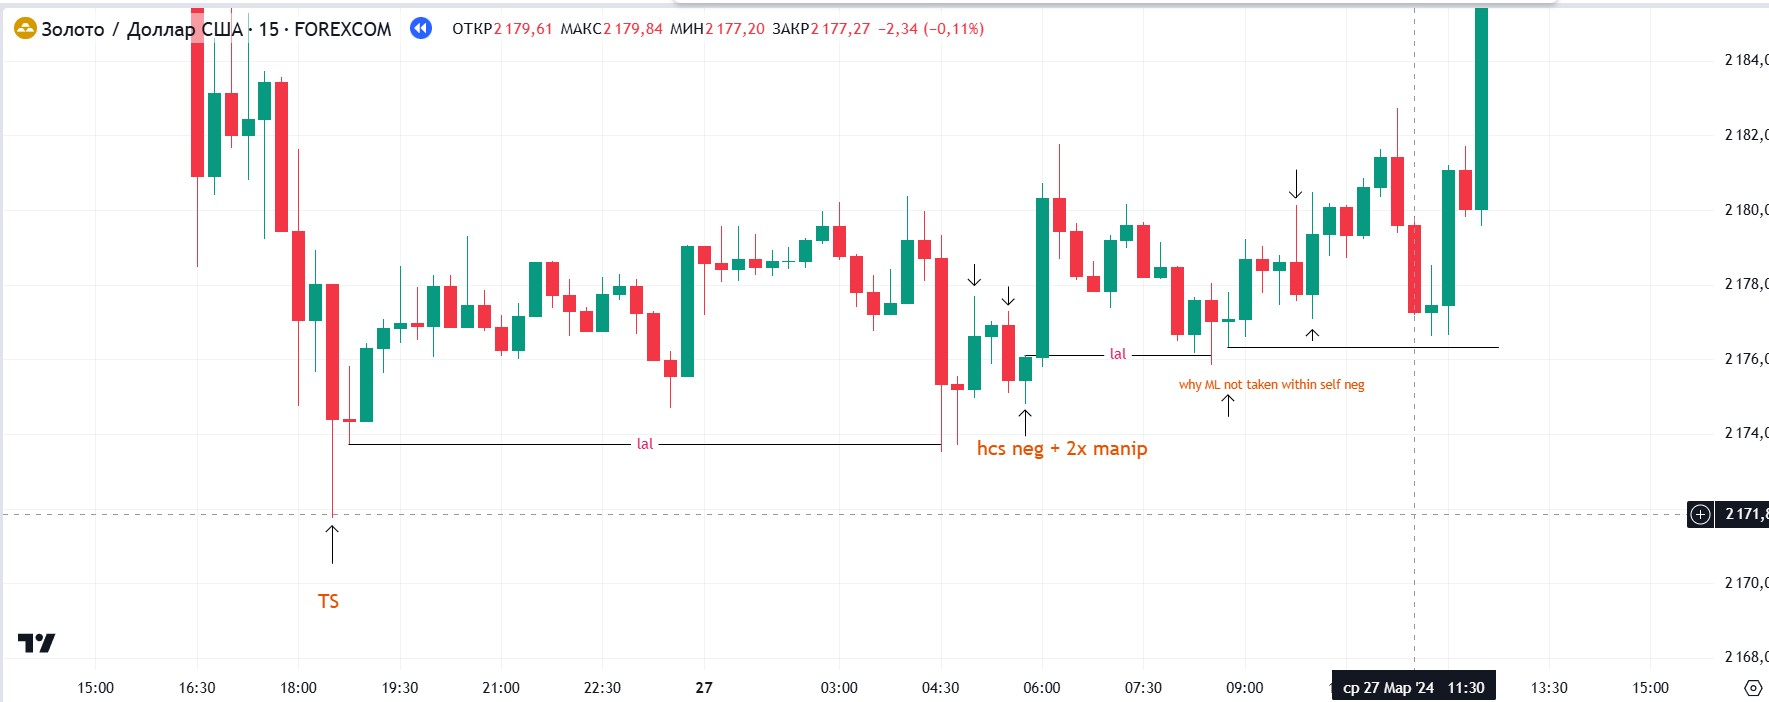 Золото / Доллар США · 15 · FOREXCOM ОТКР2 179,61 МАКС2 179,84 МИН2 177,20 ЗАКР2 177,27 −2,34 (−0,11%)
2 184,0
2 182,0
2 180,0
2 178,0
lal
2 176,0
why ML not taken within self neg
2 174,0
lal
hcs neg + 2x manip
2 171,8
2 170,0
TS
2 168,0
15:00 16:30 18:00 19:30 21:00 22:30 27 03:00 04:30 06:00 07:30 09:00 ср 27 Мар '24 11:30 13:30 15:00